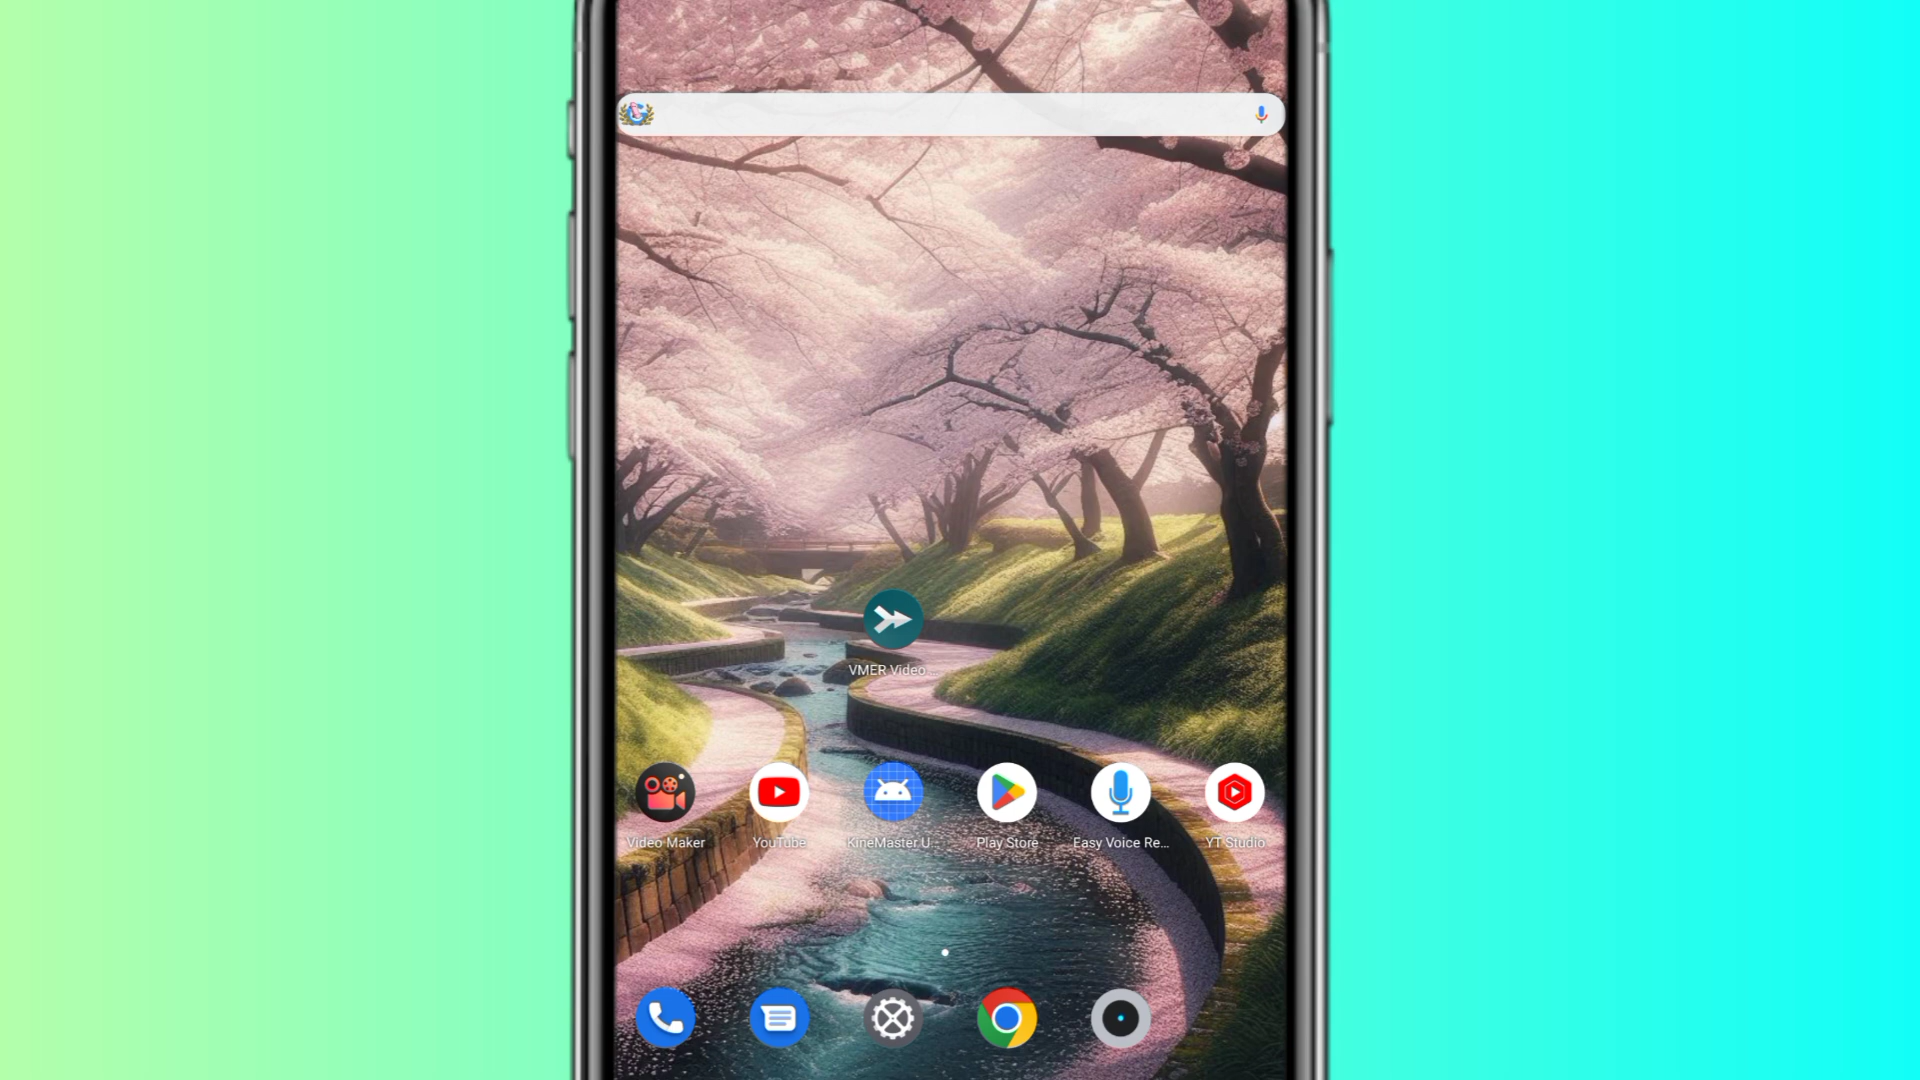 VMER Video...
Video Maker
YouTube
KineMaster U...
Play Store
Easy Voice Re...
YT Studio